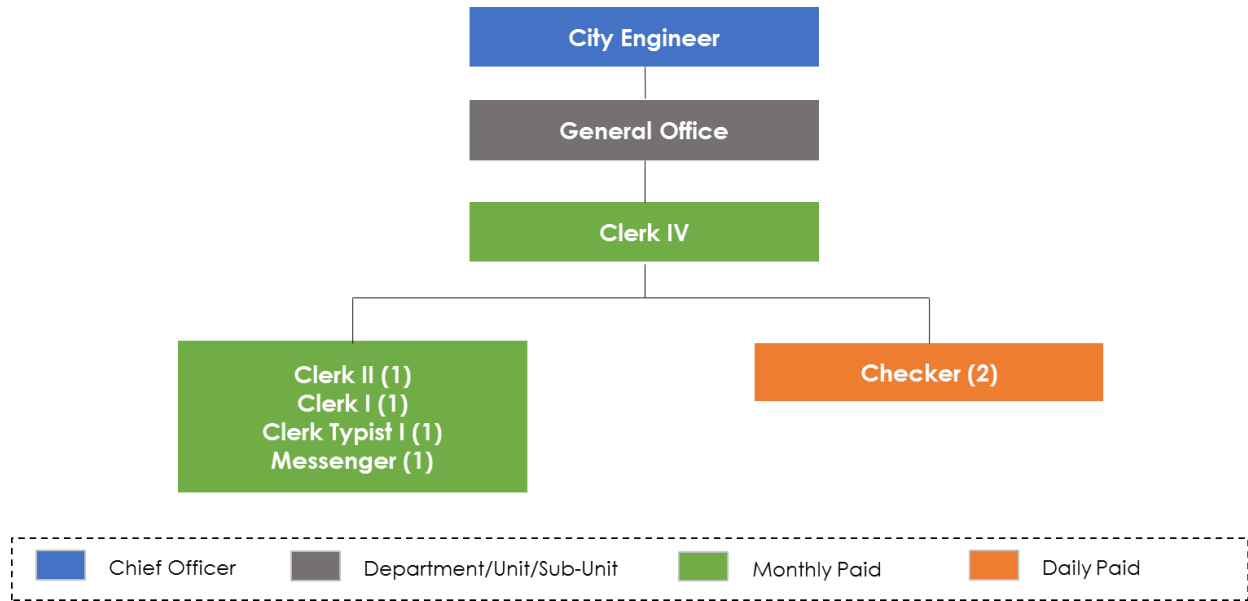 City Engineer
General Office
Clerk IV
Clerk II (1)
Clerk I (1)
Clerk Typist I (1)
Messenger (1)
Checker (2)
Chief Officer
Department/Unit/Sub-Unit
Monthly Paid
Daily Paid